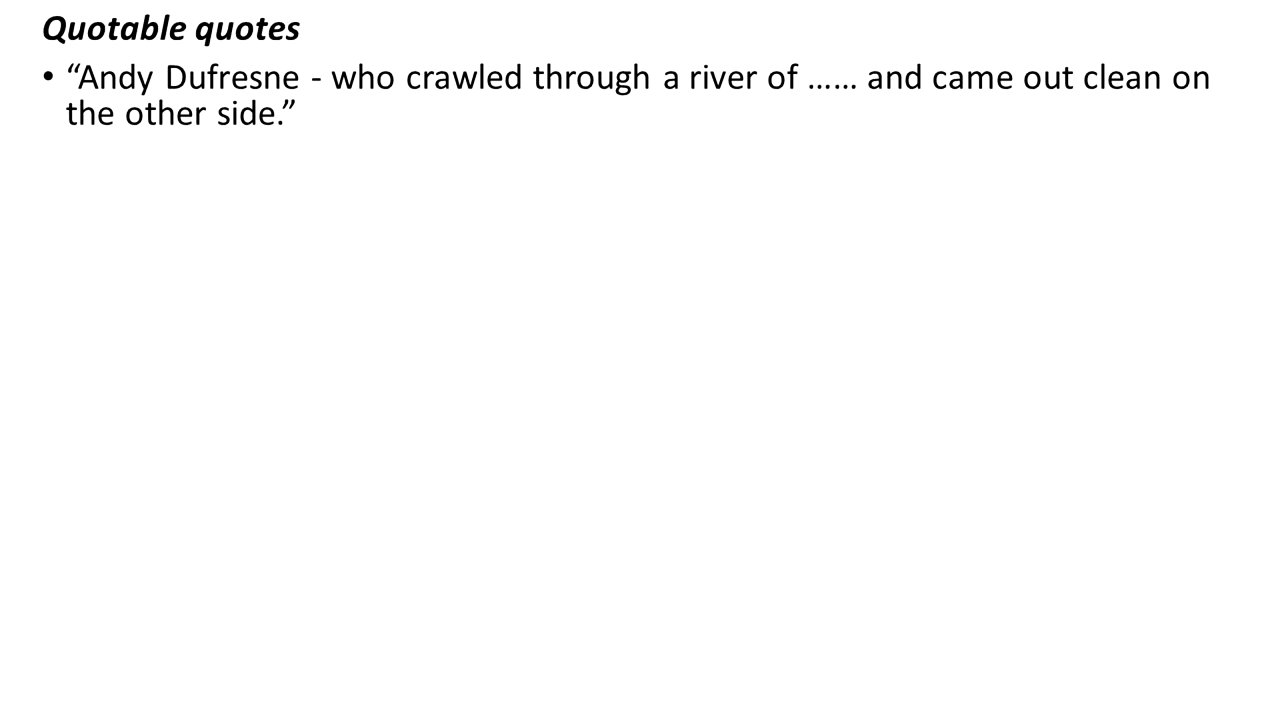 Quotable quotes
• “Andy Dufresne - who crawled through a river of …… and came out clean on
the other side.”